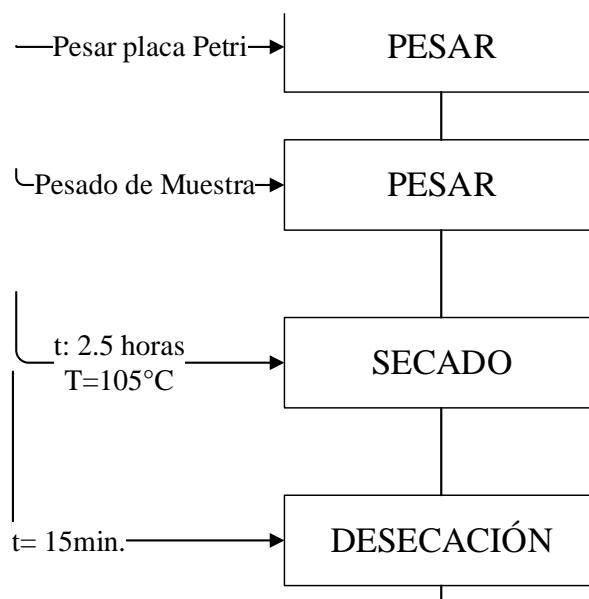 Pesar placa Petri
PESAR
Pesado de Muestra
PESAR
t: 2.5 horas
T=105°C
SECADO
t= 15min.
DESECACIÓN